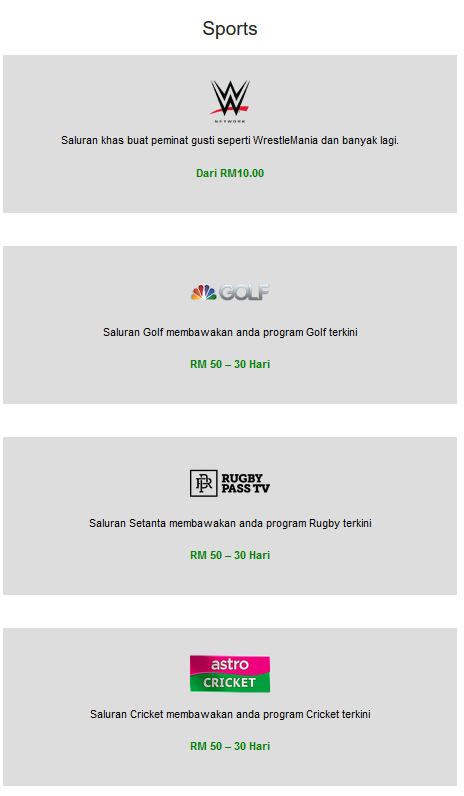 Sports
W
NETWORK
Saluran khas buat peminat gusti seperti WrestleMania dan banyak lagi.
Dari RM10.00
GOLF
Saluran Golf membawakan anda program Golf terkini
RM 50 – 30 Hari
RUGBY
PASS TV
Saluran Setanta membawakan anda program Rugby terkini
RM 50 – 30 Hari
astro
CRICKET
Saluran Cricket membawakan anda program Cricket terkini
RM 50 – 30 Hari